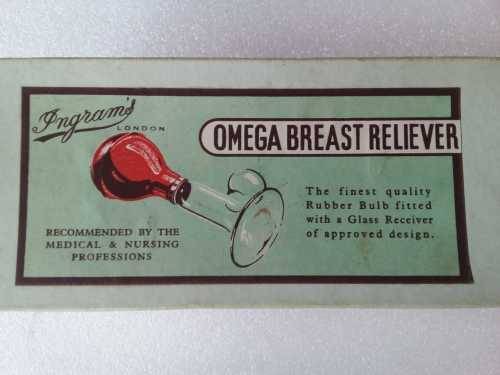 Ingram's
LONDON
OMEGA BREAST RELIEVER
The finest quality
Rubber Bulb fitted
with a Glass Receiver
of approved design.
RECOMMENDED BY THE
MEDICAL & NURSING
PROFESSIONS